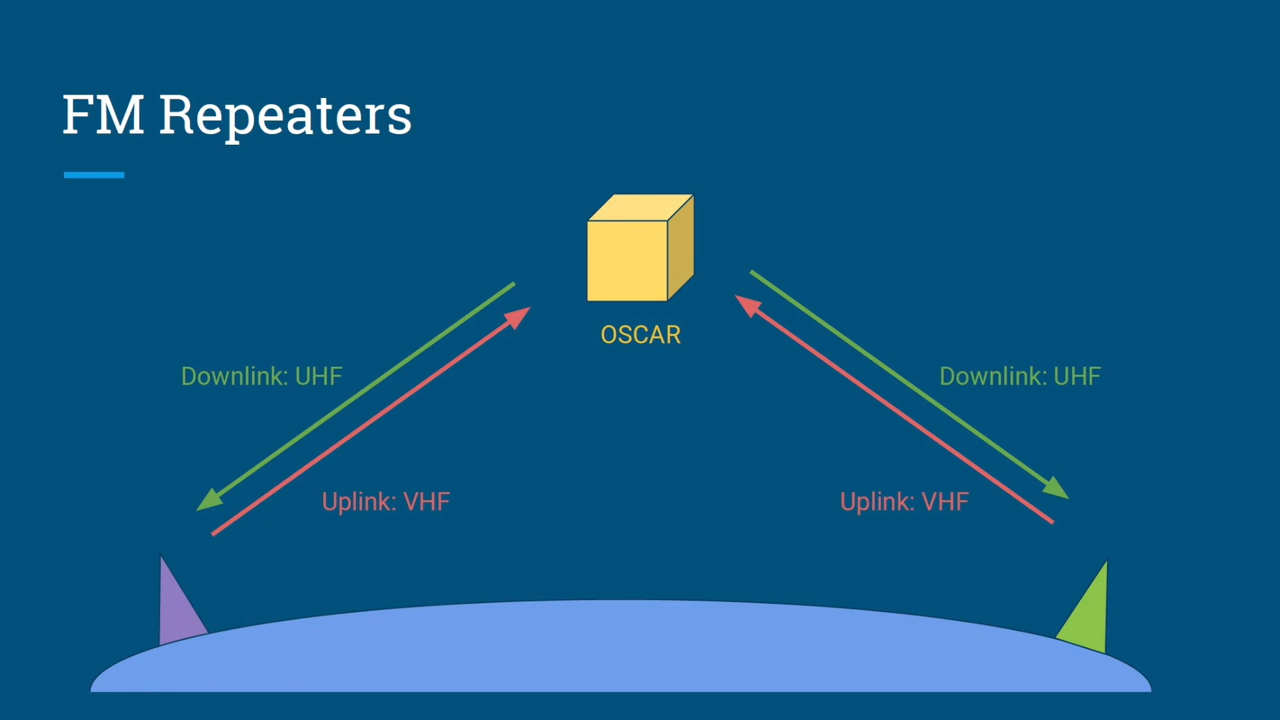 FM Repeaters
OSCAR
Downlink: UHF
Downlink: UHF
Uplink: VHF
Uplink: VHF